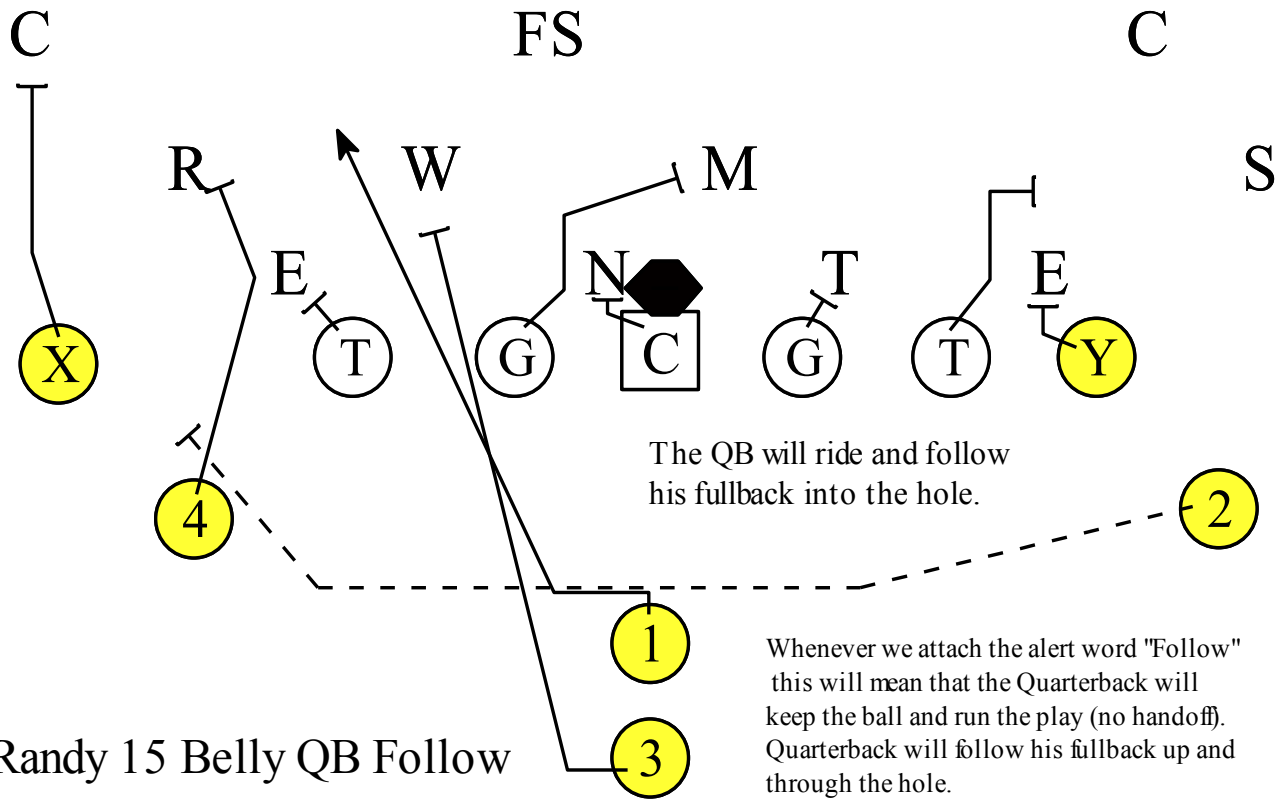 C FS C
R W M S
E N T E
X T G C G T Y
The QB will ride and follow
his fullback into the hole.
4 2
1
Whenever we attach the alert word "Follow"
this will mean that the Quarterback will
keep the ball and run the play (no handoff).
Quarterback will follow his fullback up and
through the hole.
Randy 15 Belly QB Follow
3